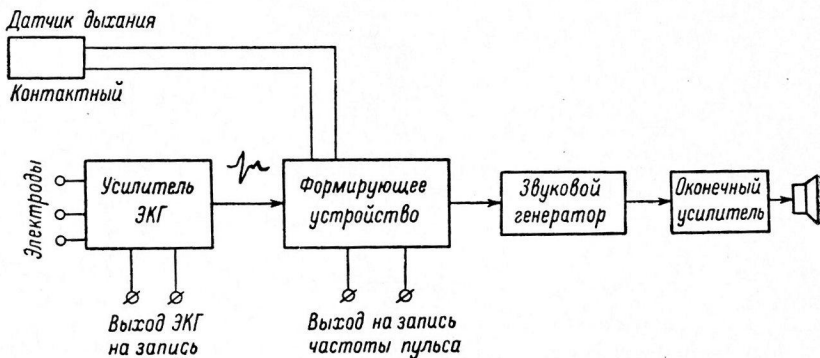 Датчик дыхания
Контактный
Электроды
Усилитель
ЭКГ
Формирующее
устройство
Звуковой
генератор
Оконечный
усилитель
Выход ЭКГ
на запись
Выход на запись
частоты пульса